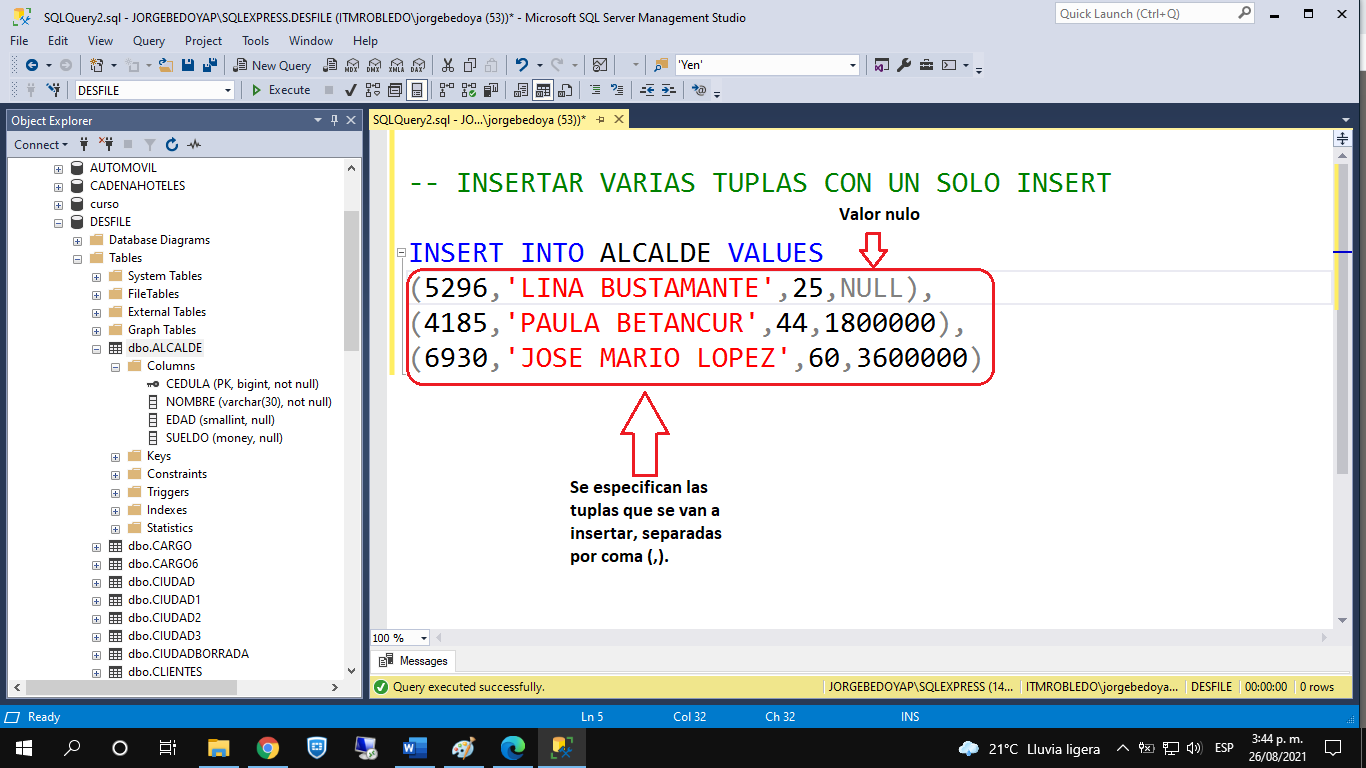 SQLQuery2.sql - JORGEBEDOYAP\SQLEXPRESS.DESFILE (ITMROBLEDO\jorgebedoya (53))* - Microsoft SQL Server Management Studio
Quick Launch (Ctrl+Q)
File Edit View Query Project Tools Window Help
New Query
MDX DMX XMLA DAX
'Yen'
DESFILE
Execute
Object Explorer
Connect
AUTOMOVIL
CADENAHOTELES
curso
DESFILE
Database Diagrams
Tables
System Tables
FileTables
External Tables
Graph Tables
dbo.ALCALDE
Columns
CEDULA (PK, bigint, not null)
NOMBRE (varchar(30), not null)
EDAD (smallint, null)
SUELDO (money, null)
Keys
Constraints
Triggers
Indexes
Statistics
dbo.CARGO
dbo.CARGO6
dbo.CIUDAD
dbo.CIUDAD1
dbo.CIUDAD2
dbo.CIUDAD3
dbo.CIUDADBORRADA
dbo.CLIENTES
SQLQuery2.sql - JO...\jorgebedoya (53))*
-- INSERTAR VARIAS TUPLAS CON UN SOLO INSERT
Valor nulo
INSERT INTO ALCALDE VALUES
(5296,'LINA BUSTAMANTE',25,NULL),
(4185,'PAULA BETANCUR',44,1800000),
(6930,'JOSE MARIO LOPEZ',60,3600000)
Se especifican las
tuplas que se van a
insertar, separadas
por coma (,).
100 %
Messages
Query executed successfully.
JORGEBEDOYAP\SQLEXPRESS (14...
ITMROBLEDO\jorgebedoya...
DESFILE
00:00:00
0 rows
Ready
Ln 5
Col 32
Ch 32
INS
21°C Lluvia ligera
ESP
3:44 p. m.
26/08/2021